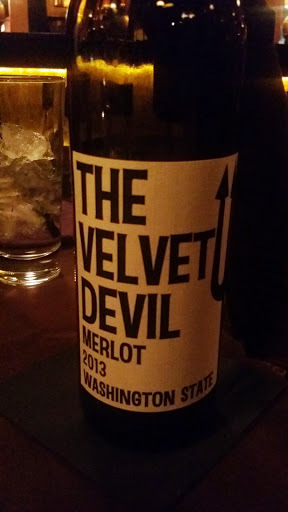 THE
VELVET
DEVIL
MERLOT
2013
WASHINGTON STATE